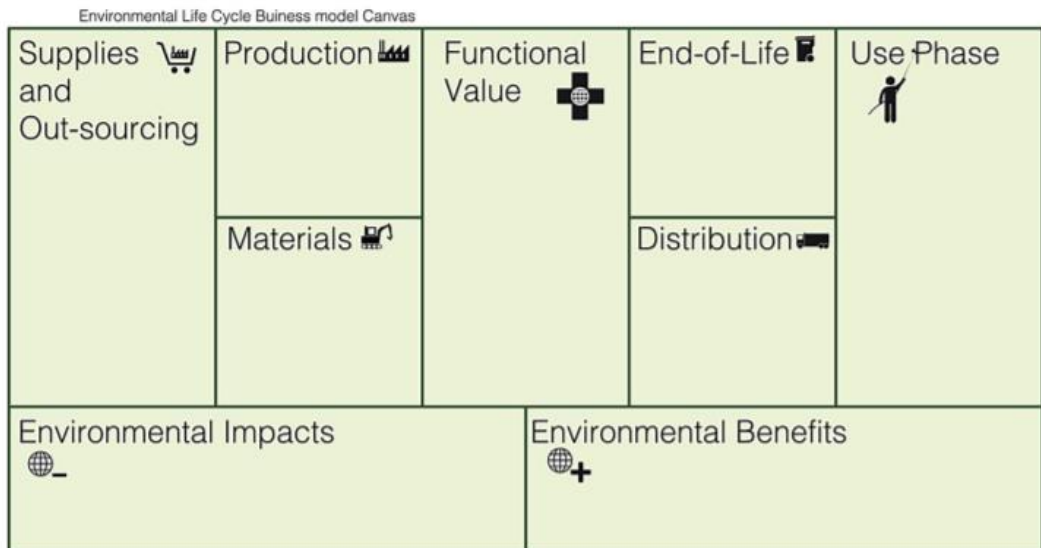 Environmental Life Cycle Buiness model Canvas
Supplies
and
Out-sourcing
Production
Materials
Functional
Value
End-of-Life
Distribution
Use Phase
Environmental Impacts
Environmental Benefits